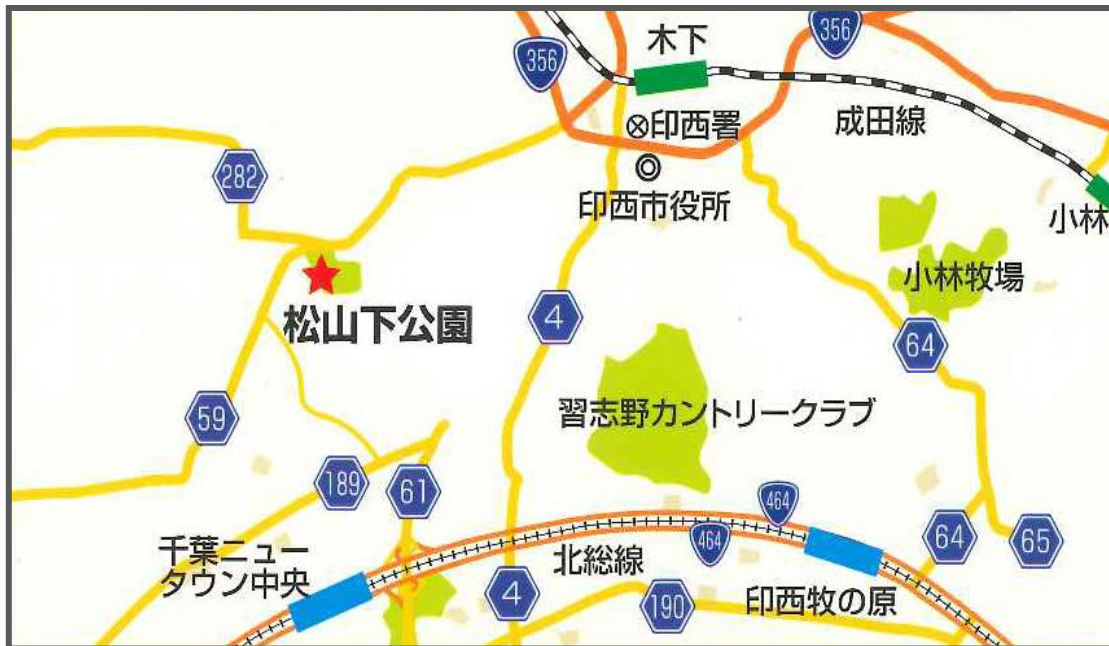 356
木下
356
⊗印西署
成田線
282
◎
印西市役所
小林
小林牧場
松山下公園
4
64
59
習志野カントリークラブ
189
61
464
464
64
65
千葉ニュー
タウン中央
北総線
4
190
印西牧の原